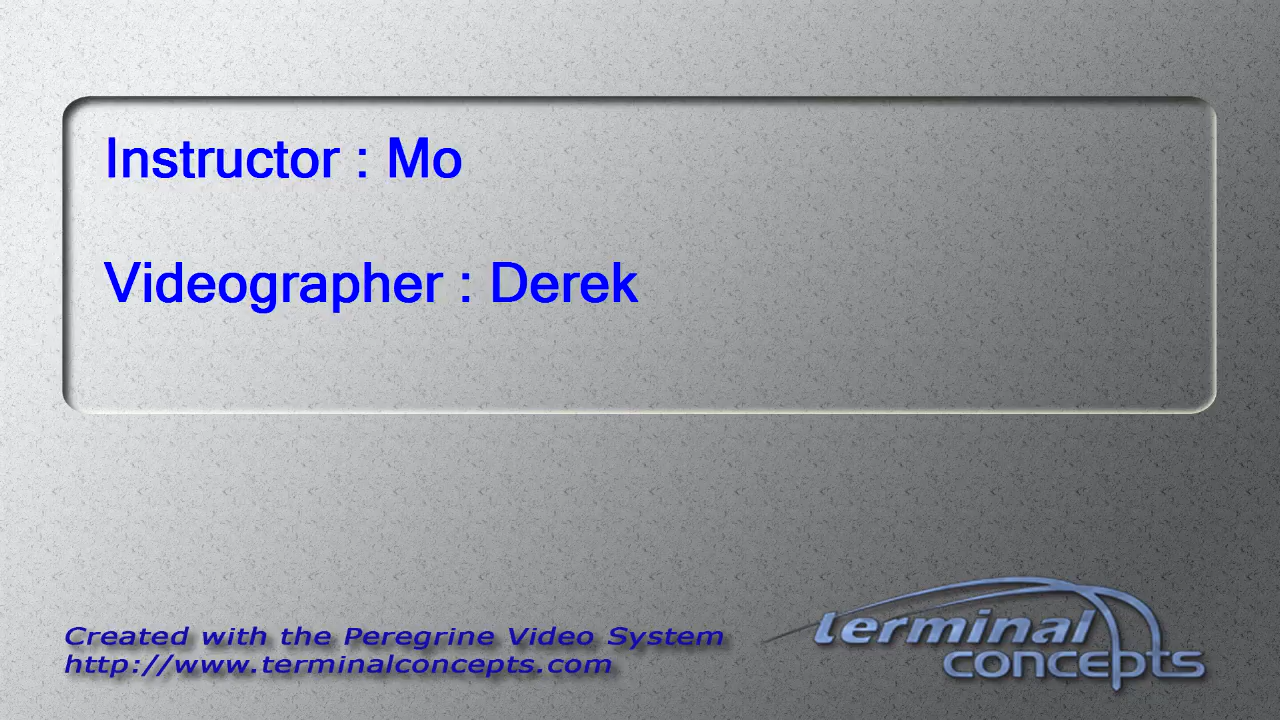 Instructor : Mo
Videographer : Derek
Created with the Peregrine Video System
http://www.terminalconcepts.com
terminal
concepts